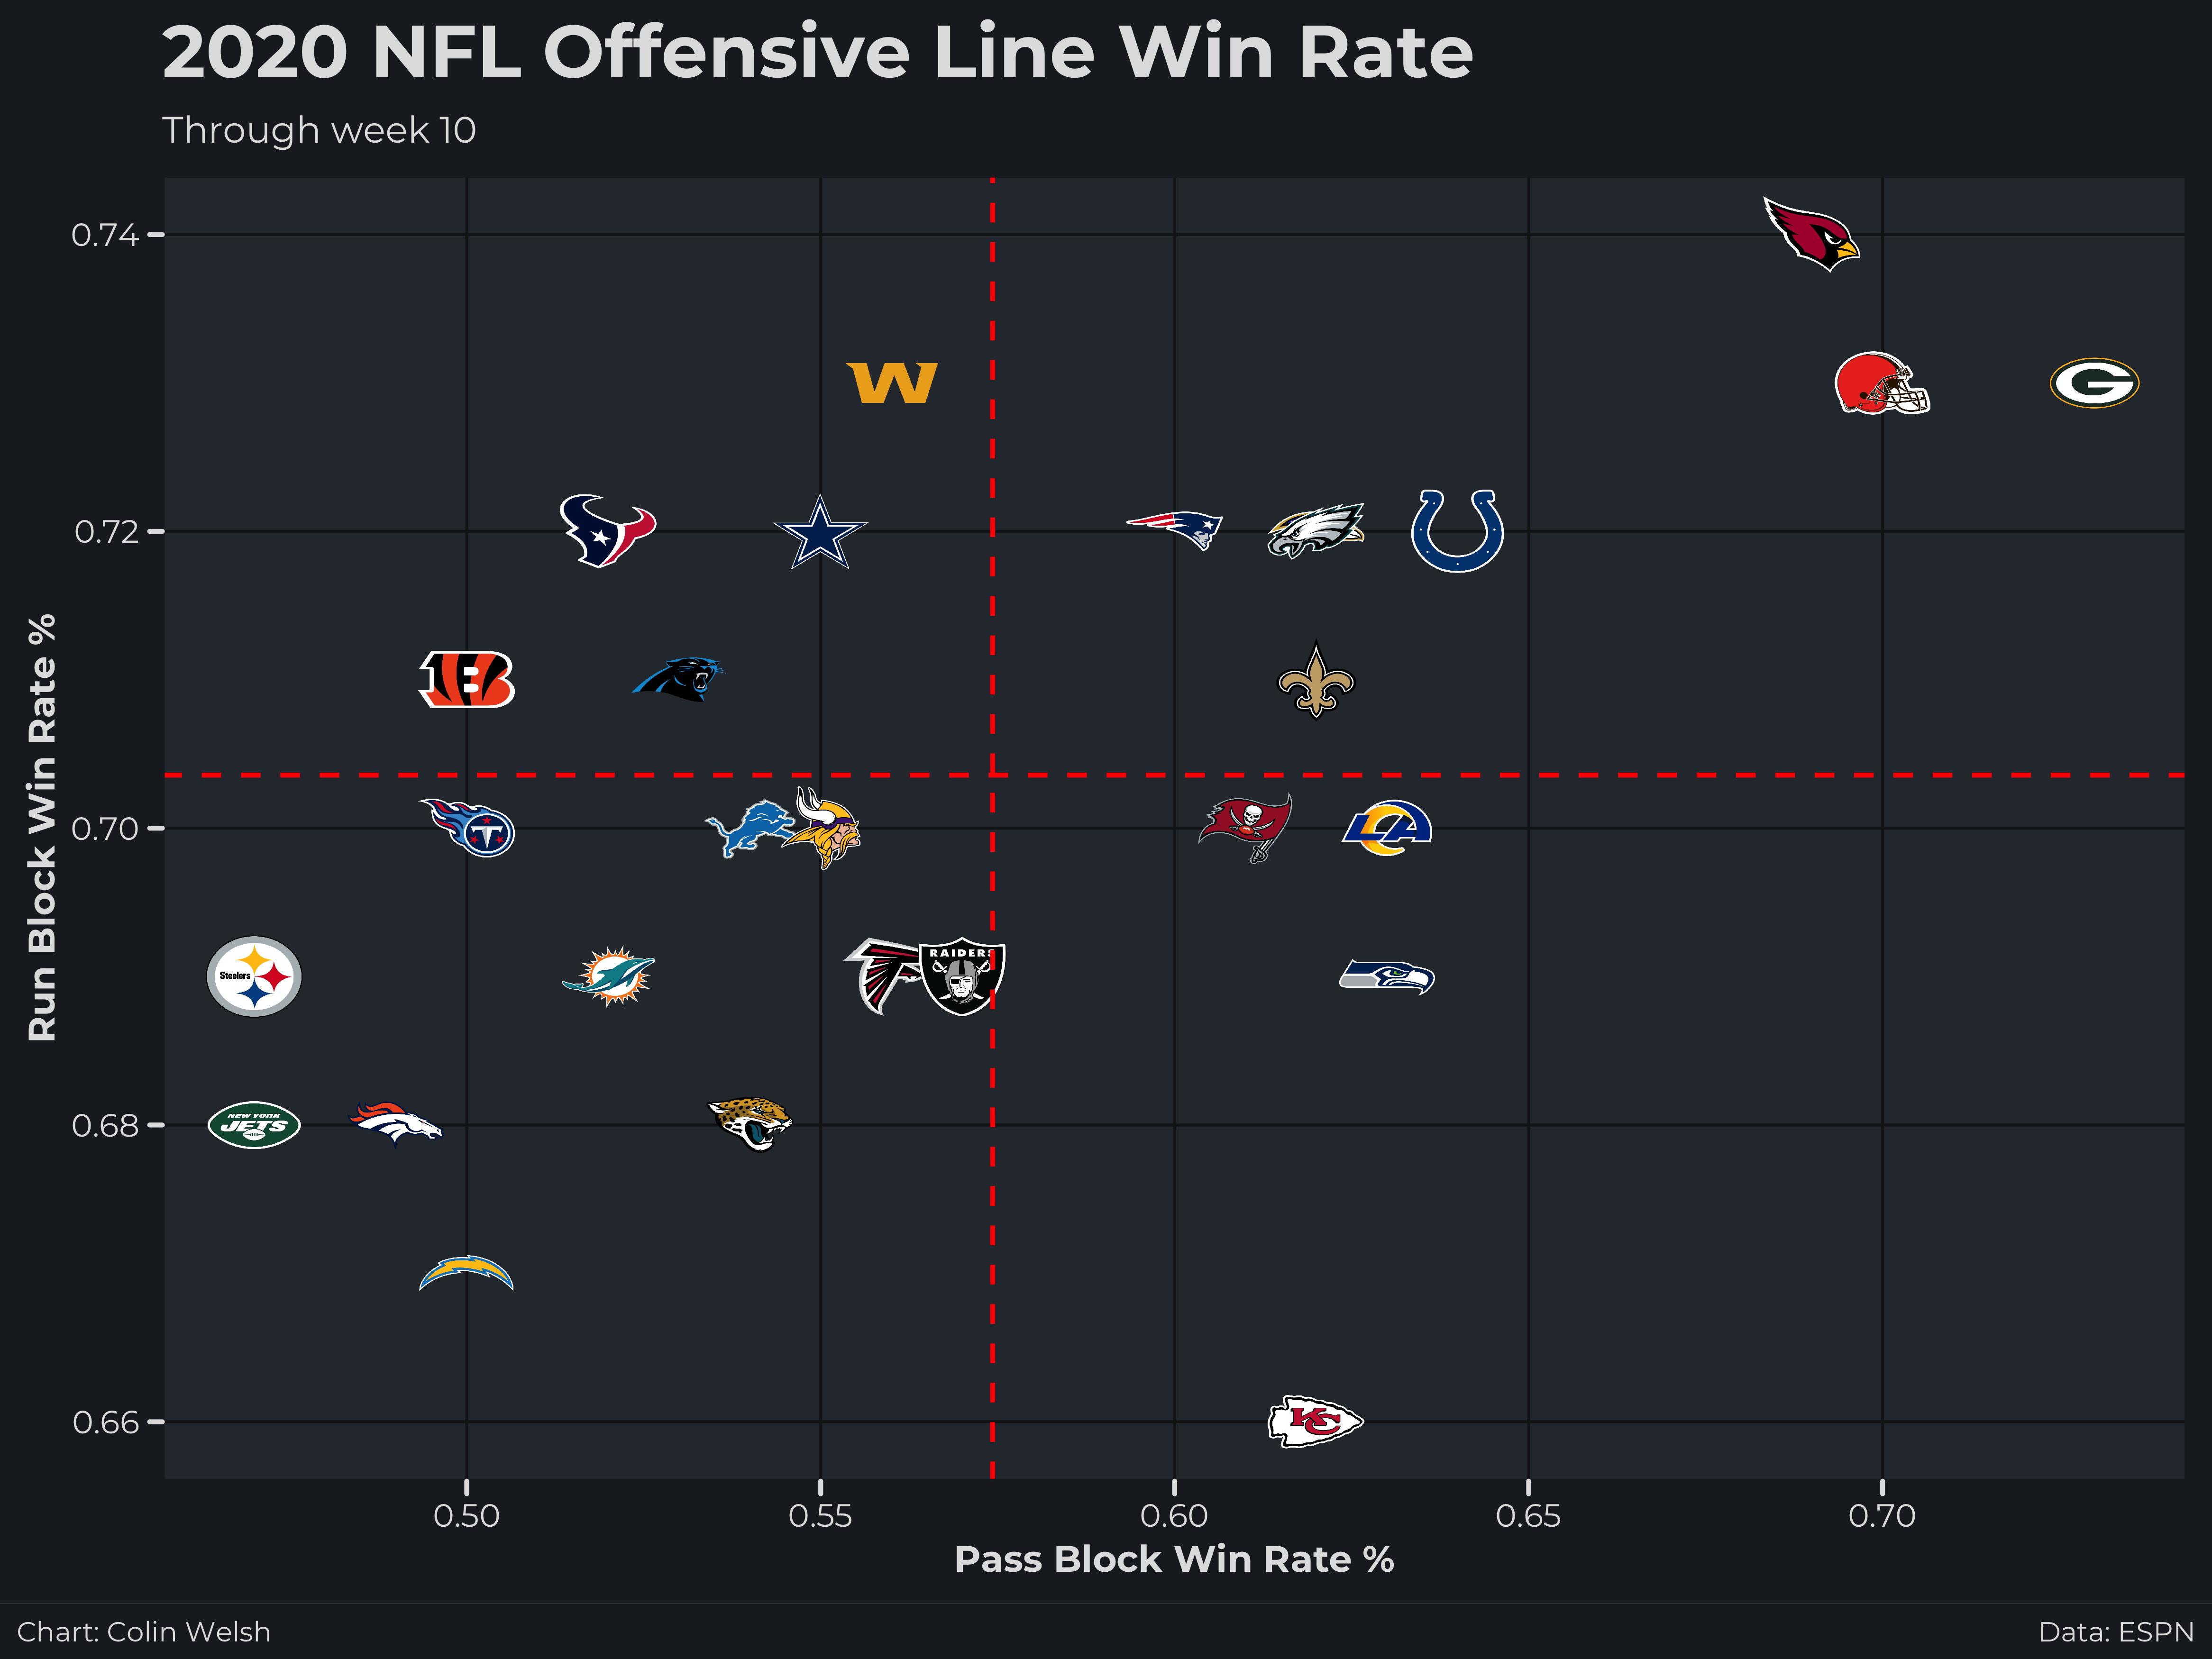 2020 NFL Offensive Line Win Rate
Through week 10
Run Block Win Rate %
0.74
0.72
0.70
0.68
0.66
W
B
T
LA
Steelers
RAIDERS
NEW YORK
JETS
KC
G
0.50
0.55
0.60
0.65
0.70
Pass Block Win Rate %
Chart: Colin Welsh
Data: ESPN